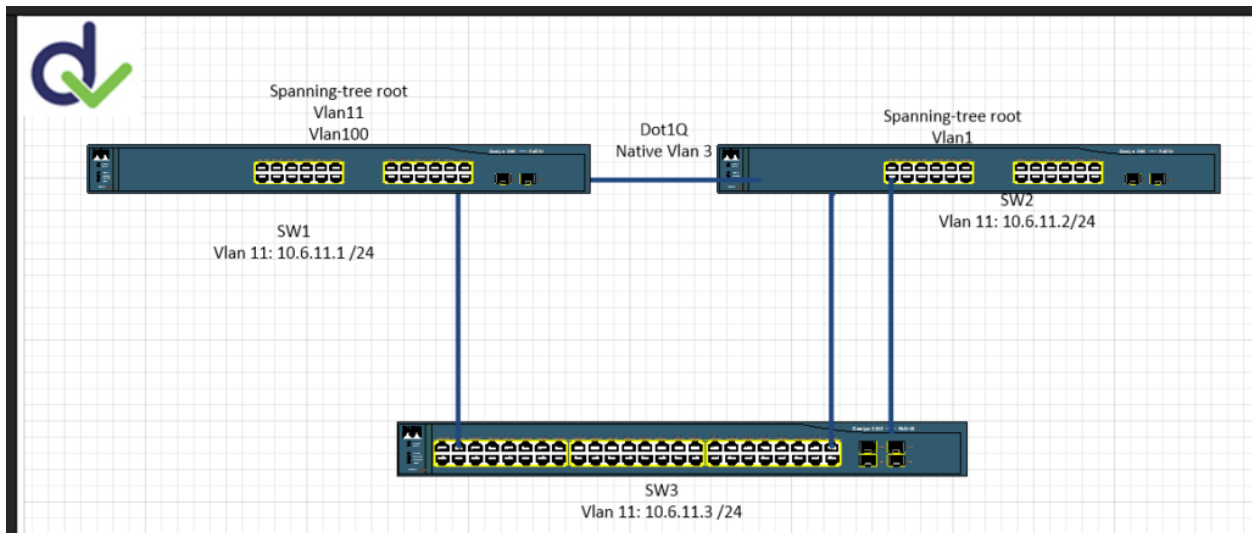 Spanning-tree root
Vlan11
Vlan100
Dot1Q
Native Vlan 3
Spanning-tree root
Vlan1
SW1
Vlan 11: 10.6.11.1 /24
SW2
Vlan 11: 10.6.11.2/24
SW3
Vlan 11: 10.6.11.3 /24